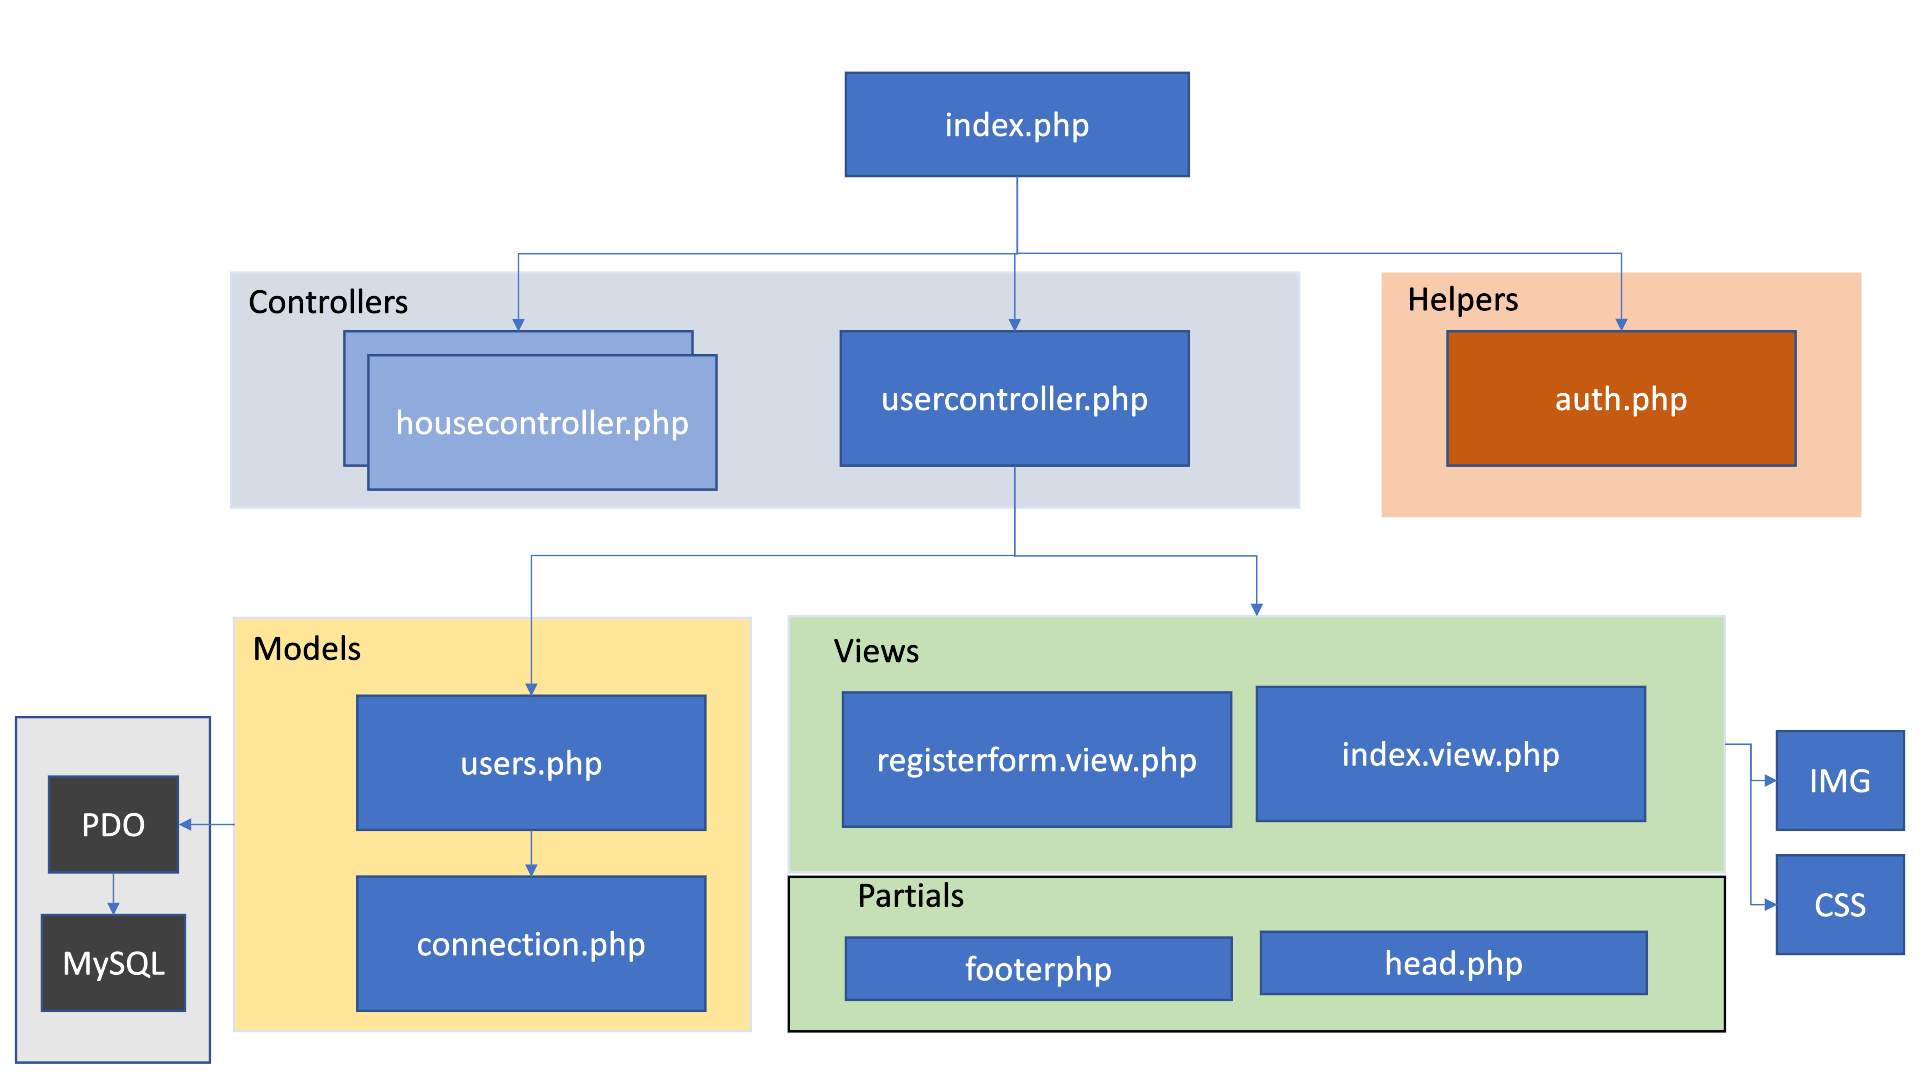 index.php
Controllers
Helpers
housecontroller.php
usercontroller.php
auth.php
Models
Views
users.php
registerform.view.php
index.view.php
PDO
IMG
Partials
CSS
connection.php
footerphp
head.php
MySQL